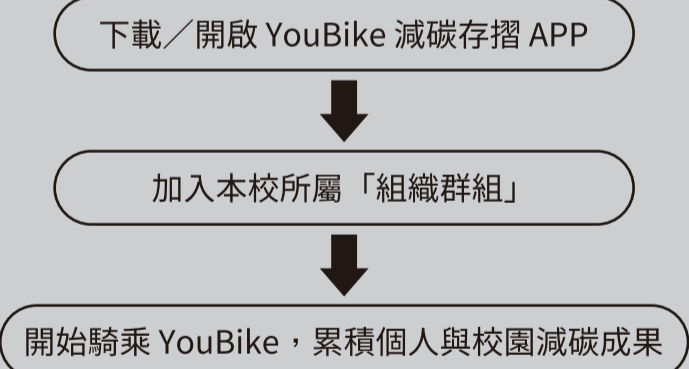 下載／開啟 YouBike 減碳存摺 APP
加入本校所屬「組織群組」
開始騎乘 YouBike，累積個人與校園減碳成果